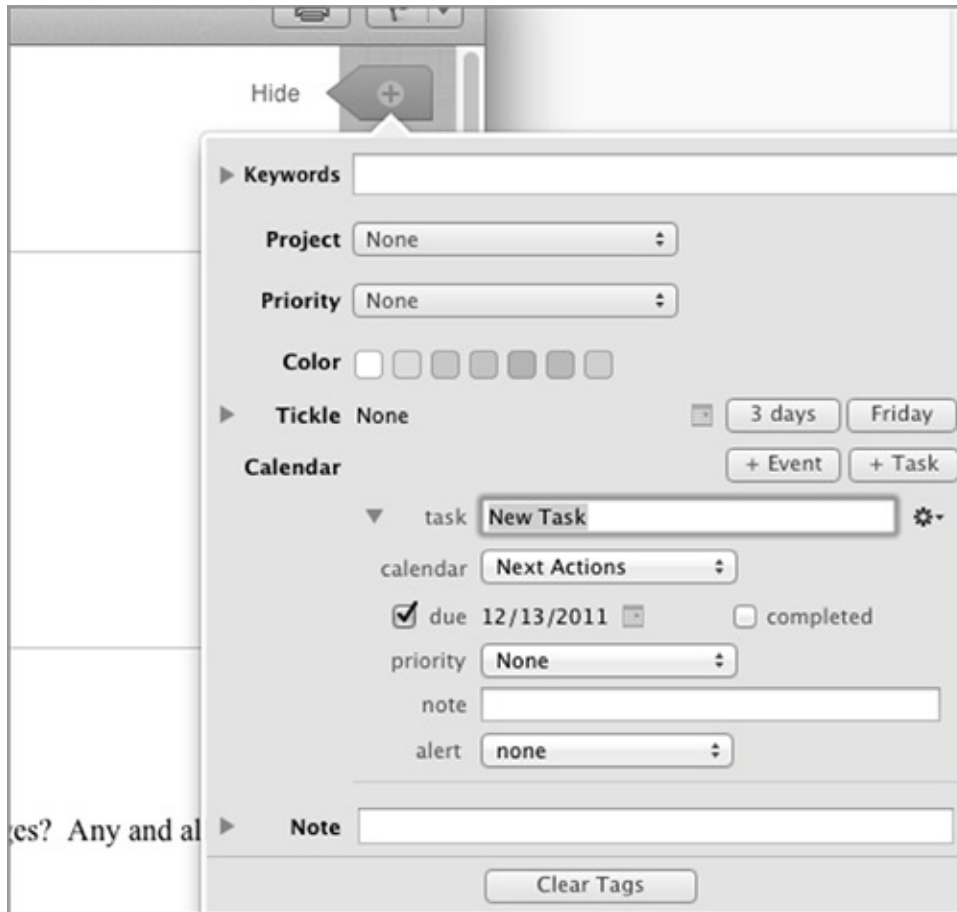 Hide
Keywords
Project None
Priority None
Color
Tickle None 3 days Friday
Calendar + Event + Task
task New Task
calendar Next Actions
due 12/13/2011 completed
priority None
note
alert none
es? Any and al
Note
Clear Tags